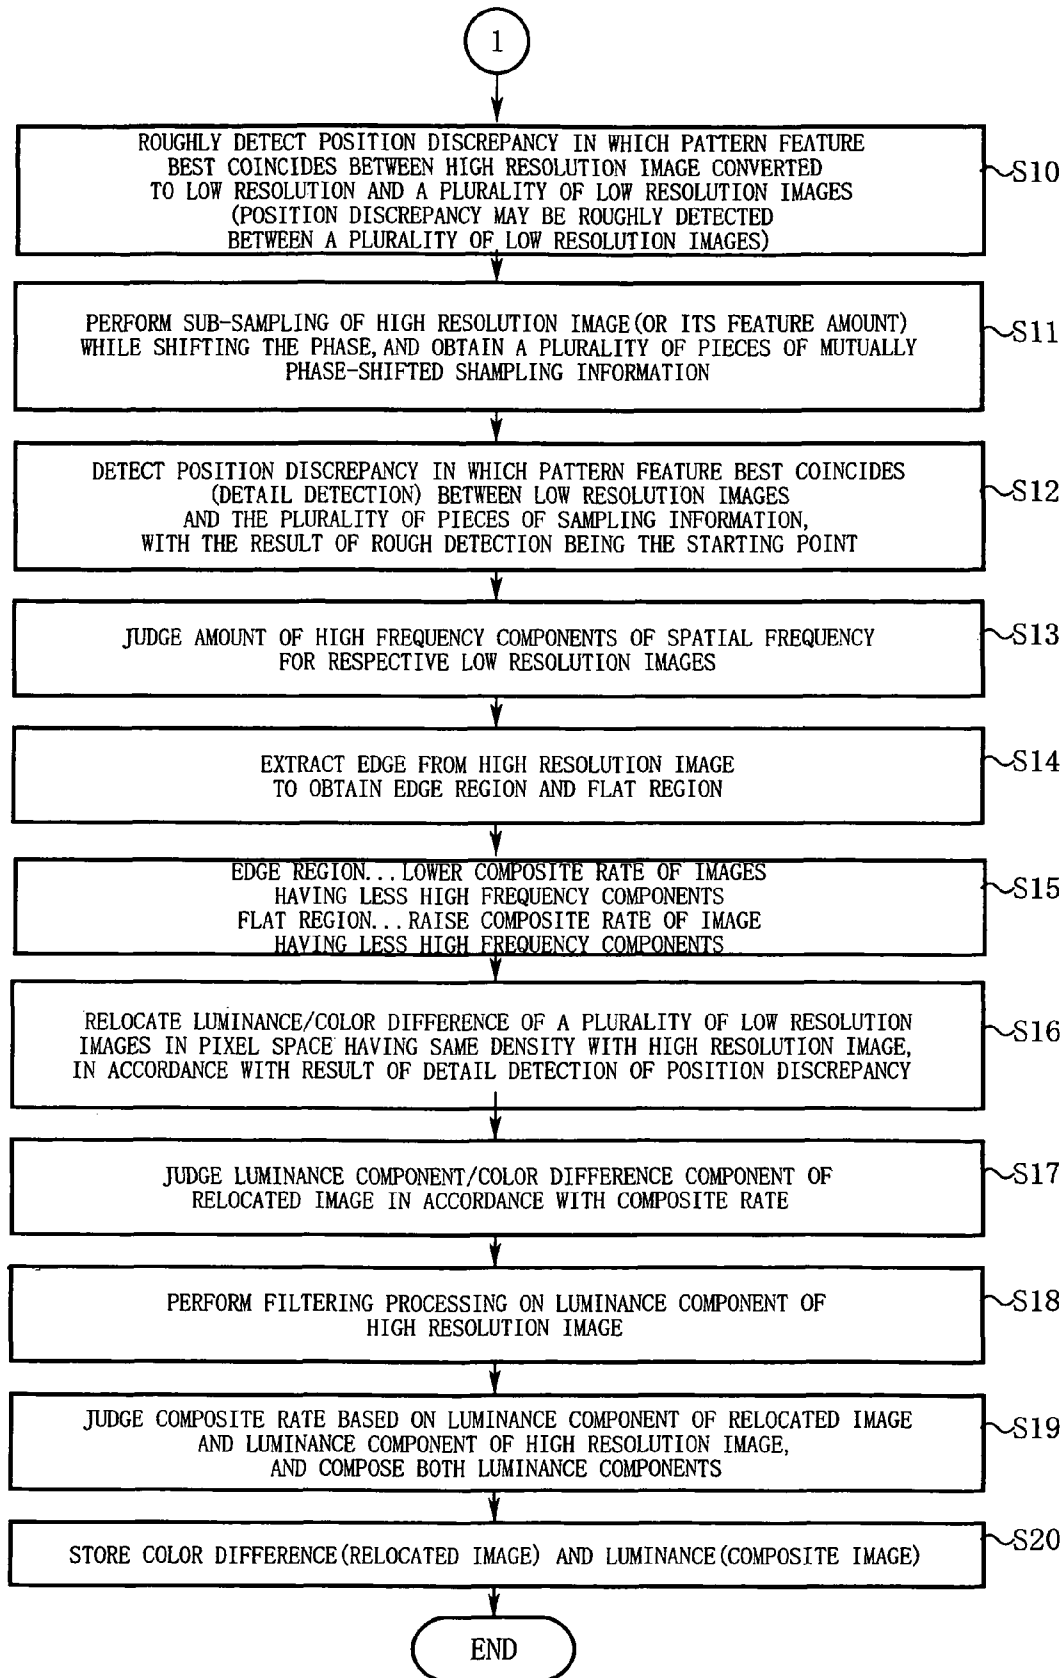 1
ROUGHLY DETECT POSITION DISCREPANCY IN WHICH PATTERN FEATURE
BEST COINCIDES BETWEEN HIGH RESOLUTION IMAGE CONVERTED
TO LOW RESOLUTION AND A PLURALITY OF LOW RESOLUTION IMAGES
(POSITION DISCREPANCY MAY BE ROUGHLY DETECTED
BETWEEN A PLURALITY OF LOW RESOLUTION IMAGES)
S10
PERFORM SUB-SAMPLING OF HIGH RESOLUTION IMAGE(OR ITS FEATURE AMOUNT)
WHILE SHIFTING THE PHASE, AND OBTAIN A PLURALITY OF PIECES OF MUTUALLY
PHASE-SHIFTED SHAMPLING INFORMATION
S11
DETECT POSITION DISCREPANCY IN WHICH PATTERN FEATURE BEST COINCIDES
(DETAIL DETECTION) BETWEEN LOW RESOLUTION IMAGES
AND THE PLURALITY OF PIECES OF SAMPLING INFORMATION,
WITH THE RESULT OF ROUGH DETECTION BEING THE STARTING POINT
S12
JUDGE AMOUNT OF HIGH FREQUENCY COMPONENTS OF SPATIAL FREQUENCY
FOR RESPECTIVE LOW RESOLUTION IMAGES
S13
EXTRACT EDGE FROM HIGH RESOLUTION IMAGE
TO OBTAIN EDGE REGION AND FLAT REGION
S14
EDGE REGION...LOWER COMPOSITE RATE OF IMAGES
HAVING LESS HIGH FREQUENCY COMPONENTS
FLAT REGION...RAISE COMPOSITE RATE OF IMAGE
HAVING LESS HIGH FREQUENCY COMPONENTS
S15
RELOCATE LUMINANCE/COLOR DIFFERENCE OF A PLURALITY OF LOW RESOLUTION
IMAGES IN PIXEL SPACE HAVING SAME DENSITY WITH HIGH RESOLUTION IMAGE,
IN ACCORDANCE WITH RESULT OF DETAIL DETECTION OF POSITION DISCREPANCY
S16
JUDGE LUMINANCE COMPONENT/COLOR DIFFERENCE COMPONENT OF
RELOCATED IMAGE IN ACCORDANCE WITH COMPOSITE RATE
S17
PERFORM FILTERING PROCESSING ON LUMINANCE COMPONENT OF
HIGH RESOLUTION IMAGE
S18
JUDGE COMPOSITE RATE BASED ON LUMINANCE COMPONENT OF RELOCATED IMAGE
AND LUMINANCE COMPONENT OF HIGH RESOLUTION IMAGE,
AND COMPOSE BOTH LUMINANCE COMPONENTS
S19
STORE COLOR DIFFERENCE(RELOCATED IMAGE) AND LUMINANCE(COMPOSITE IMAGE)
S20
END